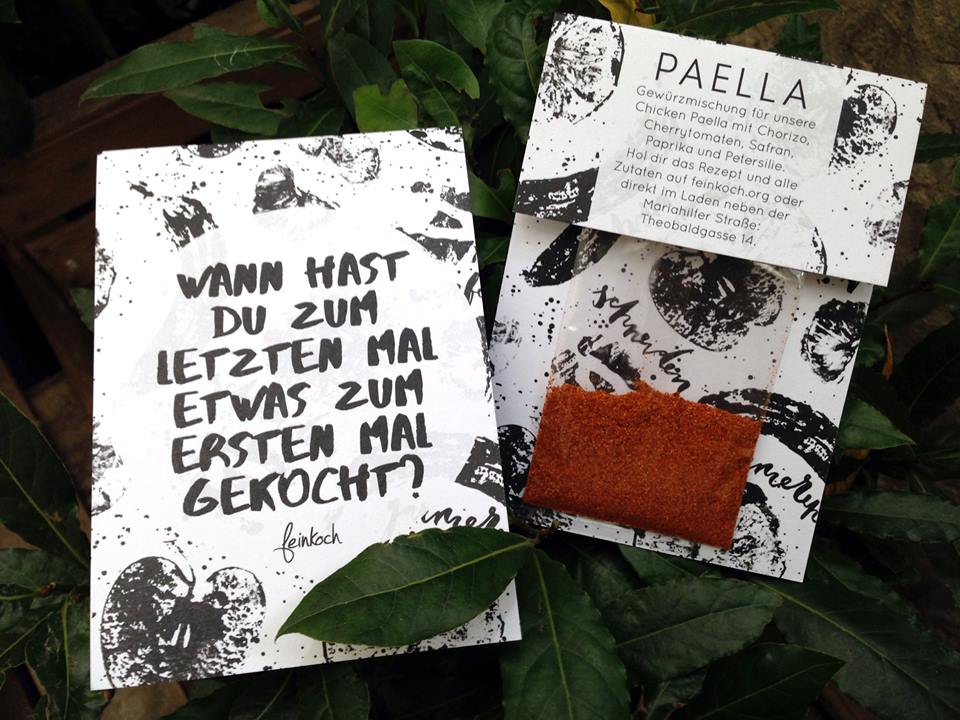 WANN HAST
DU ZUM
LETZTEN MAL
ETWAS ZUM
ERSTEN MAL
GEKOCHT?
feinkoch
PAELLA
Gewürzmischung für unsere
Chicken Paella mit Chorizo,
Cherrytomaten, Safran,
Paprika und Petersilie.
Hol dir das Rezept und alle
Zutaten auf feinkoch.org oder
direkt im Laden neben der
Mariahilfer Straße:
Theobaldgasse 14.
schneiden